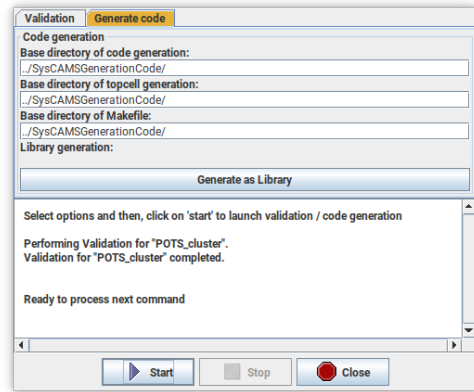 Validation Generate code
Code generation
Base directory of code generation:
../SysCAMSGenerationCode/
Base directory of topcell generation:
../SysCAMSGenerationCode/
Base directory of Makefile:
../SysCAMSGenerationCode/
Library generation:
Generate as Library
Select options and then, click on 'start' to launch validation / code generation
Performing Validation for "POTS_cluster".
Validation for "POTS_cluster" completed.
Ready to process next command
Start Stop Close